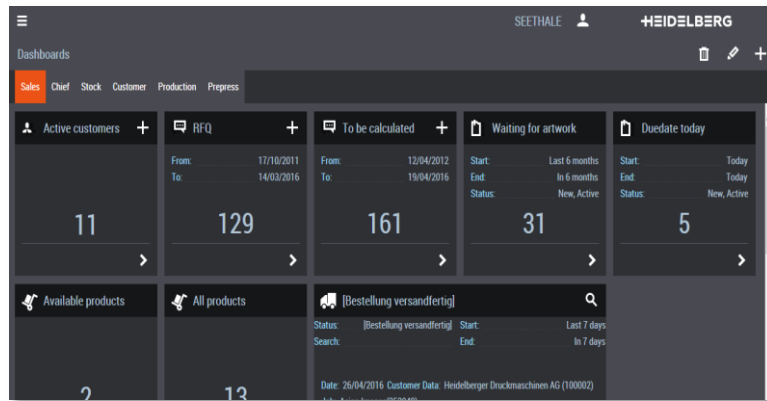 SEETHALE HEIDELBERG
Dashboards
Sales Chief Stock Customer Production Prepress
Active customers
11
RFQ
From: 17/10/2011
To: 14/03/2016
129
To be calculated
From: 12/04/2012
To: 19/04/2016
161
Waiting for artwork
Start: Last 6 months
End: In 6 months
Status: New, Active
31
Duedate today
Start: Today
End: Today
Status: New, Active
5
Available products
2
All products
13
[Bestellung versandfertig]
Status: [Bestellung versandfertig] Start: Last 7 days
Search: End: In 7 days
Date: 26/04/2016 Customer Data: Heidelberger Druckmaschinen AG (100002)